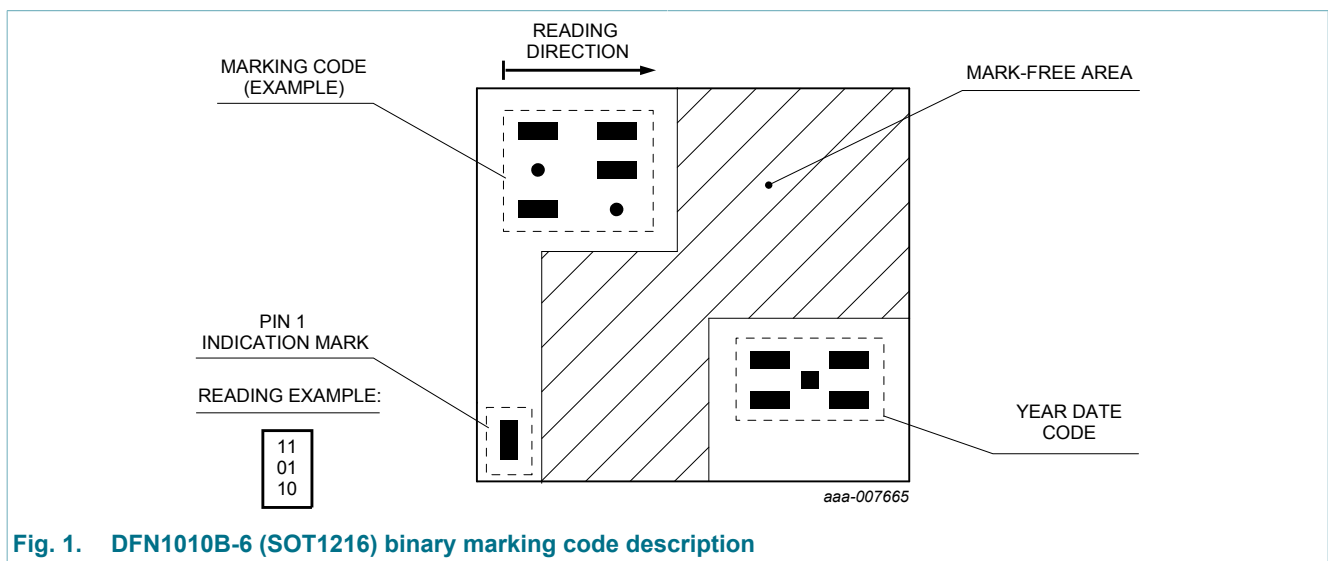 READING
DIRECTION
MARKING CODE
(EXAMPLE)
MARK-FREE AREA
PIN 1
INDICATION MARK
READING EXAMPLE:
11
01
10
YEAR DATE
CODE
aaa-007665
Fig. 1. DFN1010B-6 (SOT1216) binary marking code description